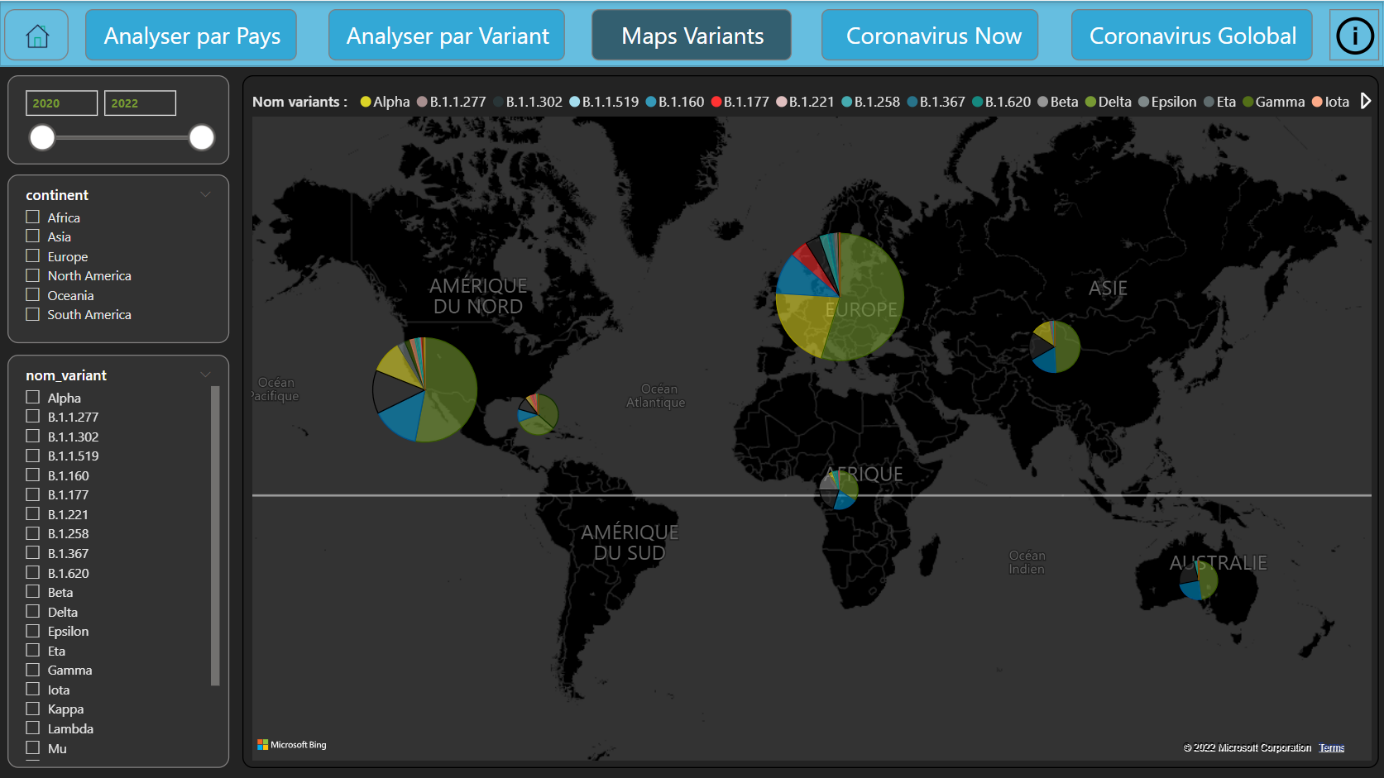 Analyser par Pays
Analyser par Variant
Maps Variants
Coronavirus Now
Coronavirus Golobal
i
2020
2022
continent
Africa
Asia
Europe
North America
Oceania
South America
nom_variant
Alpha
B.1.1.277
B.1.1.302
B.1.1.519
B.1.160
B.1.177
B.1.221
B.1.258
B.1.367
B.1.620
Beta
Delta
Epsilon
Eta
Gamma
Iota
Kappa
Lambda
Mu
Nom variants : Alpha B.1.1.277 B.1.1.302 B.1.1.519 B.1.160 B.1.177 B.1.221 B.1.258 B.1.367 B.1.620 Beta Delta Epsilon Eta Gamma Iota
AMÉRIQUE
DU NORD
EUROPE
ASIE
Océan
Pacifique
Océan
Atlantique
AFRIQUE
AMÉRIQUE
DU SUD
Océan
Indien
AUSTRALIE
Microsoft Bing
© 2022 Microsoft Corporation Terms